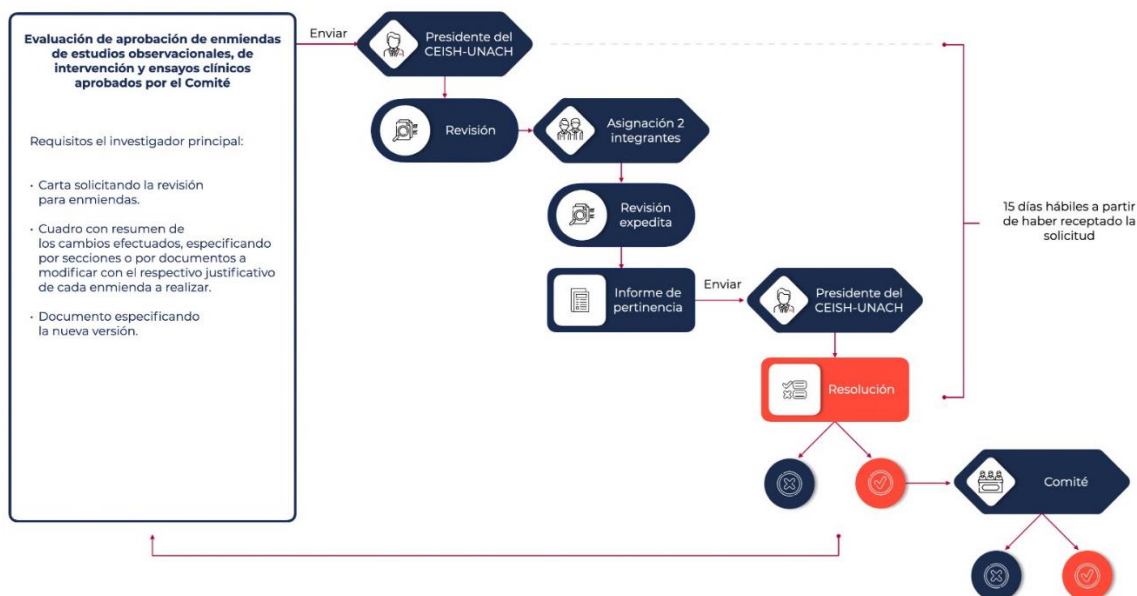 Evaluación de aprobación de enmiendas
de estudios observacionales, de
intervención y ensayos clínicos
aprobados por el Comité
Requisitos el investigador principal:
• Carta solicitando la revisión
para enmiendas.
• Cuadro con resumen de
los cambios efectuados, especificando
por secciones o por documentos a
modificar con el respectivo justificativo
de cada enmienda a realizar.
• Documento especificando
la nueva versión.
Enviar
Presidente del
CEISH-UNACH
Revisión
Asignación 2
integrantes
Revisión
expedita
Informe de
pertinencia
Enviar
Presidente del
CEISH-UNACH
Resolución
15 días hábiles a partir
de haber receptado la
solicitud
Comité